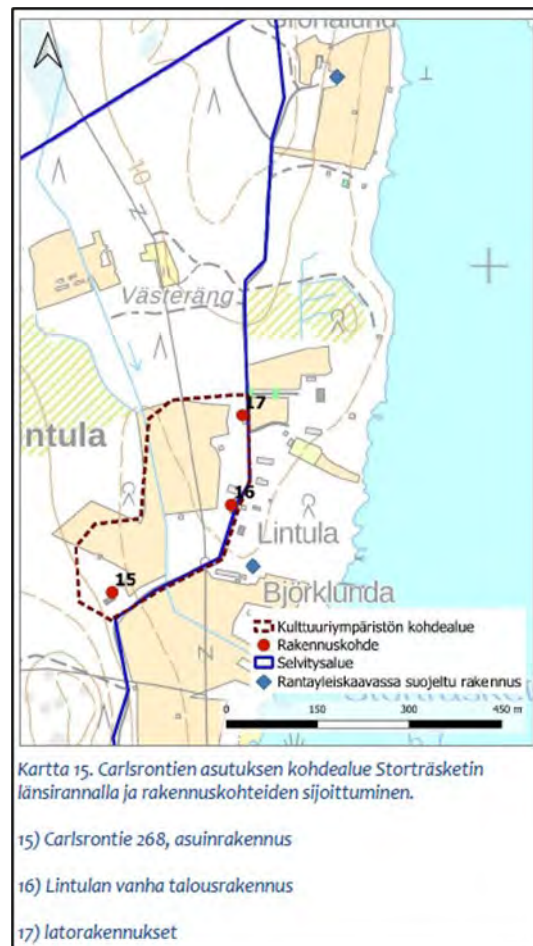 Grönalund
10
Västeräng
17
ntula
16
Lintula
15
Björklunda
Kulttuuriympäristön kohdealue
Rakennuskohde
Selvitysalue
Rantayleiskaavassa suojeltu rakennus
0 150 300 450 m
Kartta 15. Carlsrontien asutuksen kohdealue Storträsketin
länsirannalla ja rakennuskohteiden sijoittuminen.
15) Carlsrontie 268, asuinrakennus
16) Lintulan vanha talousrakennus
17) latorakennukset